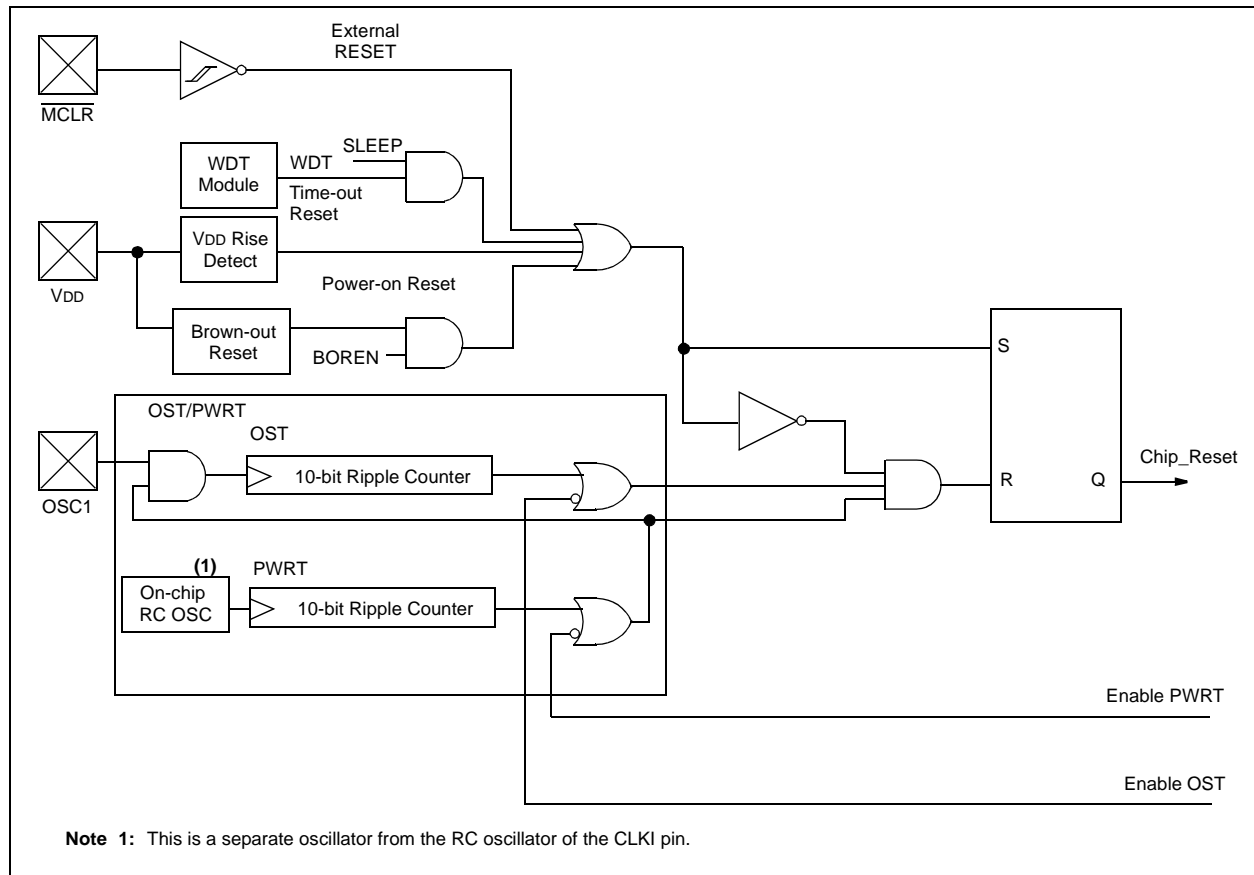 External
RESET
MCLR
SLEEP
WDT
Module
WDT
Time-out
Reset
VDD Rise
Detect
VDD
Power-on Reset
Brown-out
Reset
BOREN
S
OST/PWRT
OST
OSC1
10-bit Ripple Counter
Chip_Reset
R
Q
(1)
PWRT
On-chip
RC OSC
10-bit Ripple Counter
Enable PWRT
Enable OST
Note 1: This is a separate oscillator from the RC oscillator of the CLKI pin.